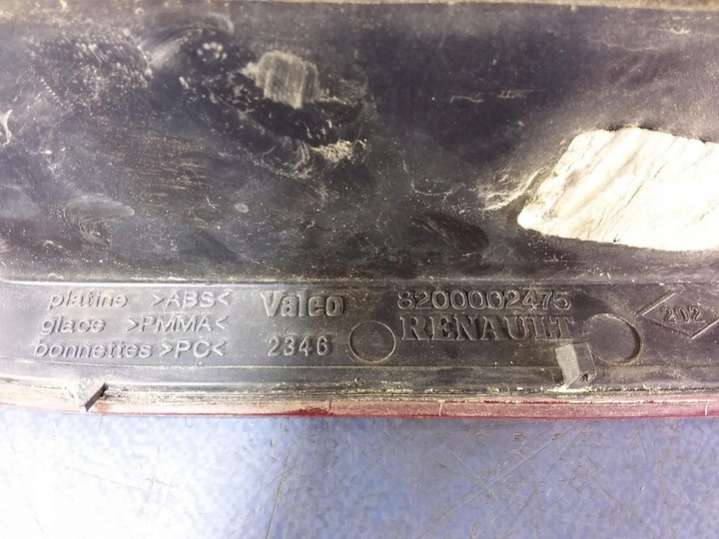 platine >ABS< Valeo 8200002475
glace >PMMA< RENAULT 202
bonnettes >PC< 2346